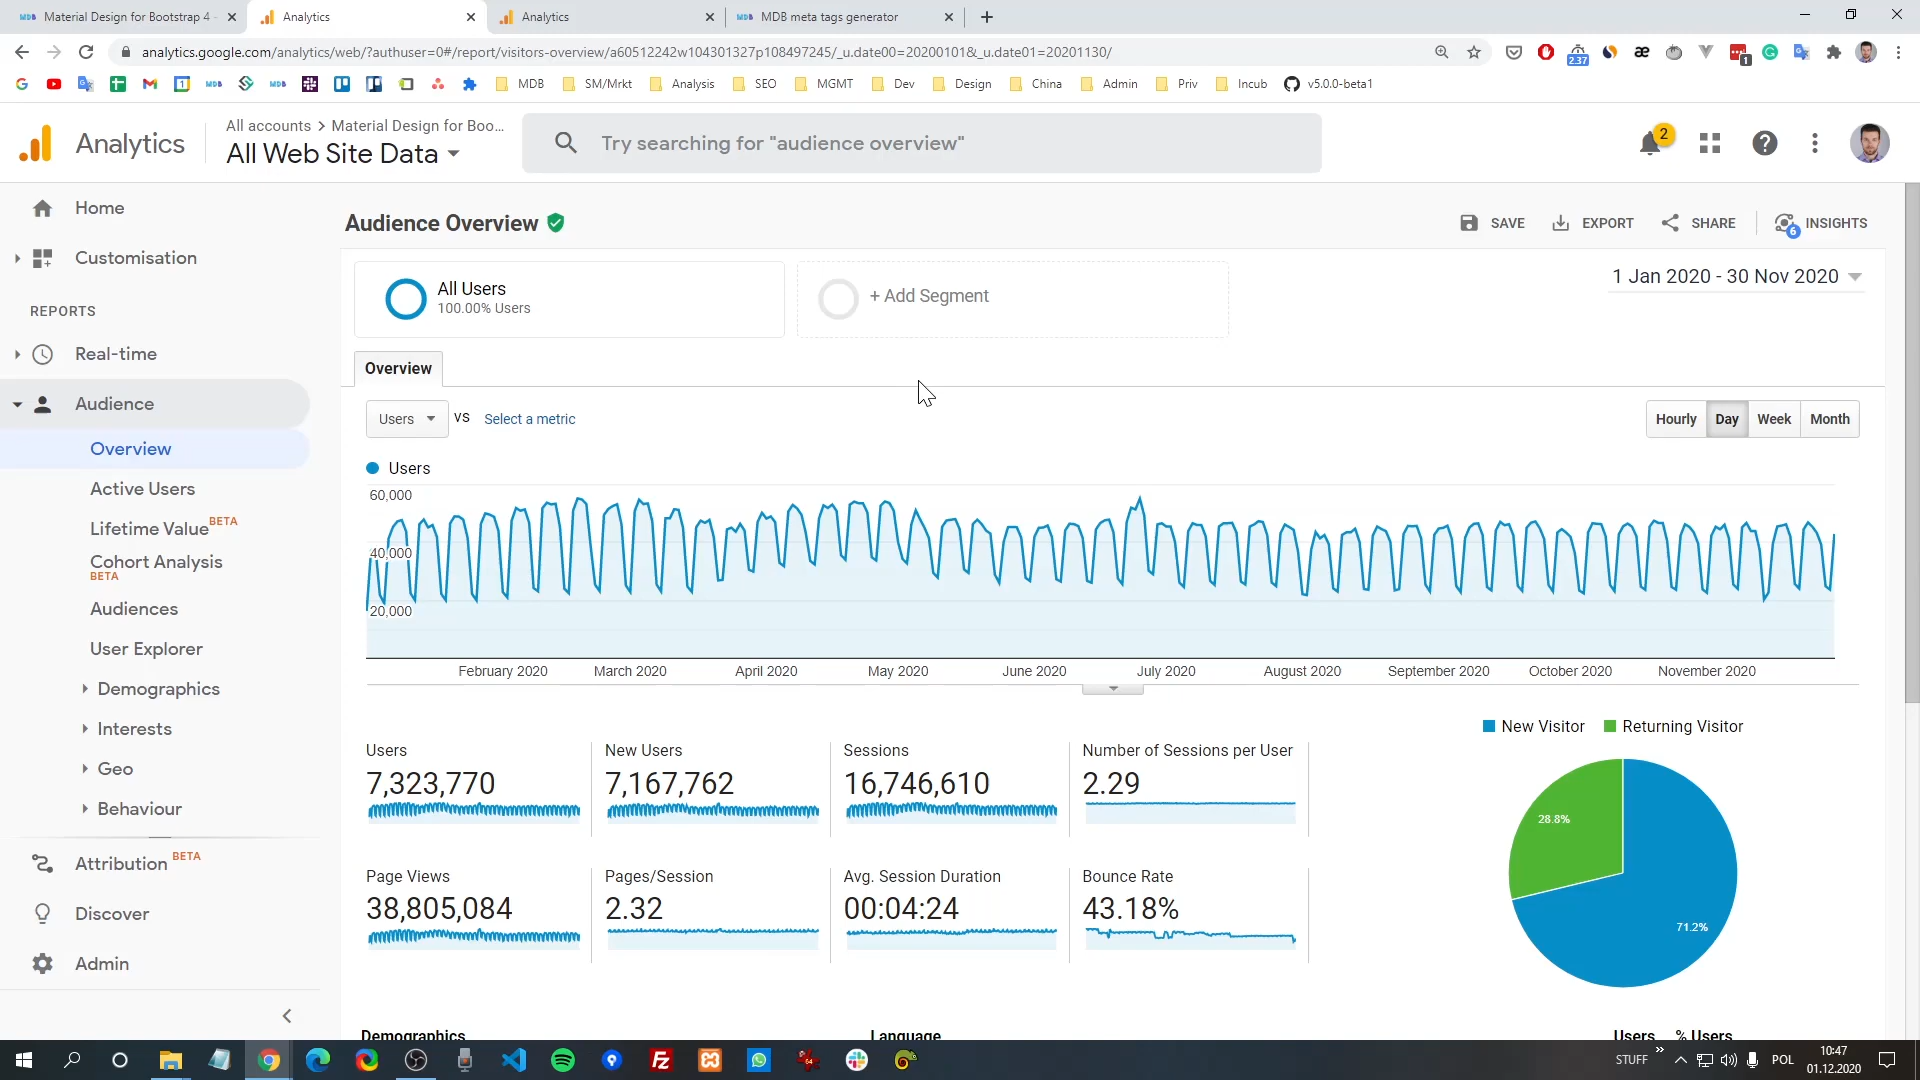 Material Design for Bootstrap 4 -
Analytics
Analytics
MDB meta tags generator
analytics.google.com/analytics/web/?authuser=0#/report/visitors-overview/a60512242w104301327p108497245/_u.date00=20200101&_u.date01=20201130/
2.37
1
MDB
SM/Mrkt
Analysis
SEO
MGMT
Dev
Design
China
Admin
Priv
Incub
v5.0.0-beta1
Analytics
All accounts > Material Design for Boo...
All Web Site Data
Try searching for "audience overview"
2
Home
Customisation
REPORTS
Real-time
Audience
Overview
Active Users
Lifetime Value BETA
Cohort Analysis
BETA
Audiences
User Explorer
Demographics
Interests
Geo
Behaviour
Attribution BETA
Discover
Admin
Audience Overview
SAVE
EXPORT
SHARE
6
INSIGHTS
All Users
100.00% Users
+ Add Segment
1 Jan 2020 - 30 Nov 2020
Overview
Users
VS
Select a metric
Hourly
Day
Week
Month
Users
60,000
40,000
20,000
February 2020
March 2020
April 2020
May 2020
June 2020
July 2020
August 2020
September 2020
October 2020
November 2020
Users
7,323,770
New Users
7,167,762
Sessions
16,746,610
Number of Sessions per User
2.29
Page Views
38,805,084
Pages/Session
2.32
Avg. Session Duration
00:04:24
Bounce Rate
43.18%
New Visitor
Returning Visitor
28.8%
71.2%
Demographics
Language
Users
% Users
STUFF
POL
10:47
01.12.2020